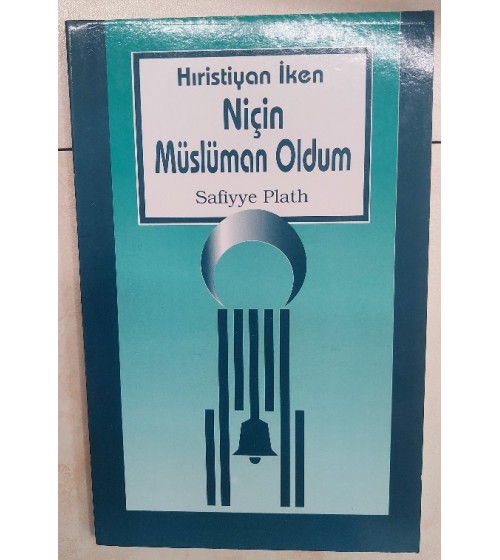 Hıristiyan İken
Niçin
Müslüman Oldum
Safiyye Plath